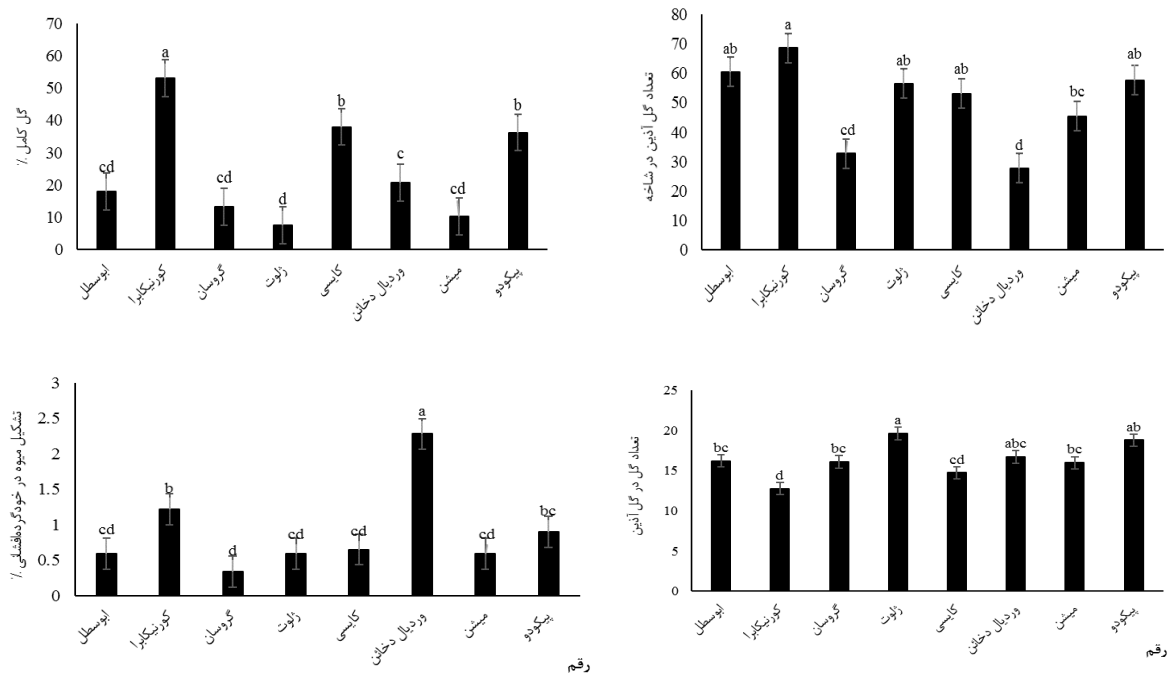 گل کامل ٪
70
60
50
40
30
20
10
0
cd
a
cd
d
b
c
cd
b
ابوسطل
کورنیکابرا
گروسان
ژلوت
کایسی
وردیال دخائن
میشن
پیکودو
تعداد گل آذین در شاخه
80
70
60
50
40
30
20
10
0
ab
a
cd
ab
ab
d
bc
ab
ابوسطل
کورنیکابرا
گروسان
ژلوت
کایسی
وردیال دخائن
میشن
پیکودو
تشکیل میوه در خودگرده‌افشانی ٪
3
2.5
2
1.5
1
0.5
0
cd
b
d
cd
cd
a
cd
bc
ابوسطل
کورنیکابرا
گروسان
ژلوت
کایسی
وردیال دخائن
میشن
پیکودو
رقم
تعداد گل در گل آذین
25
20
15
10
5
0
bc
d
bc
a
cd
abc
bc
ab
ابوسطل
کورنیکابرا
گروسان
ژلوت
کایسی
وردیال دخائن
میشن
پیکودو
رقم